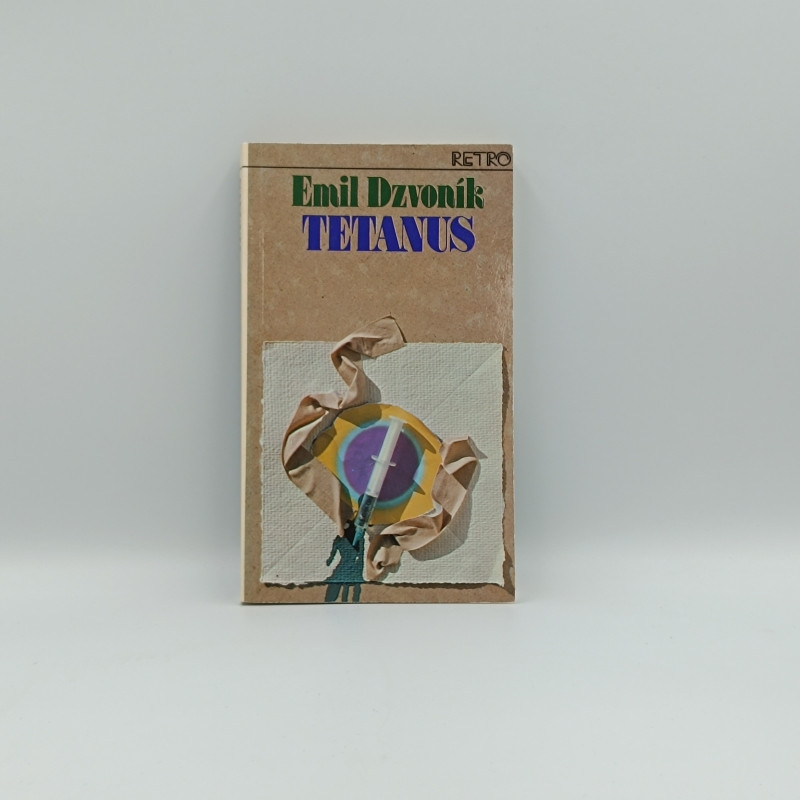 RETRO
Emil Dzvoník
TETANUS